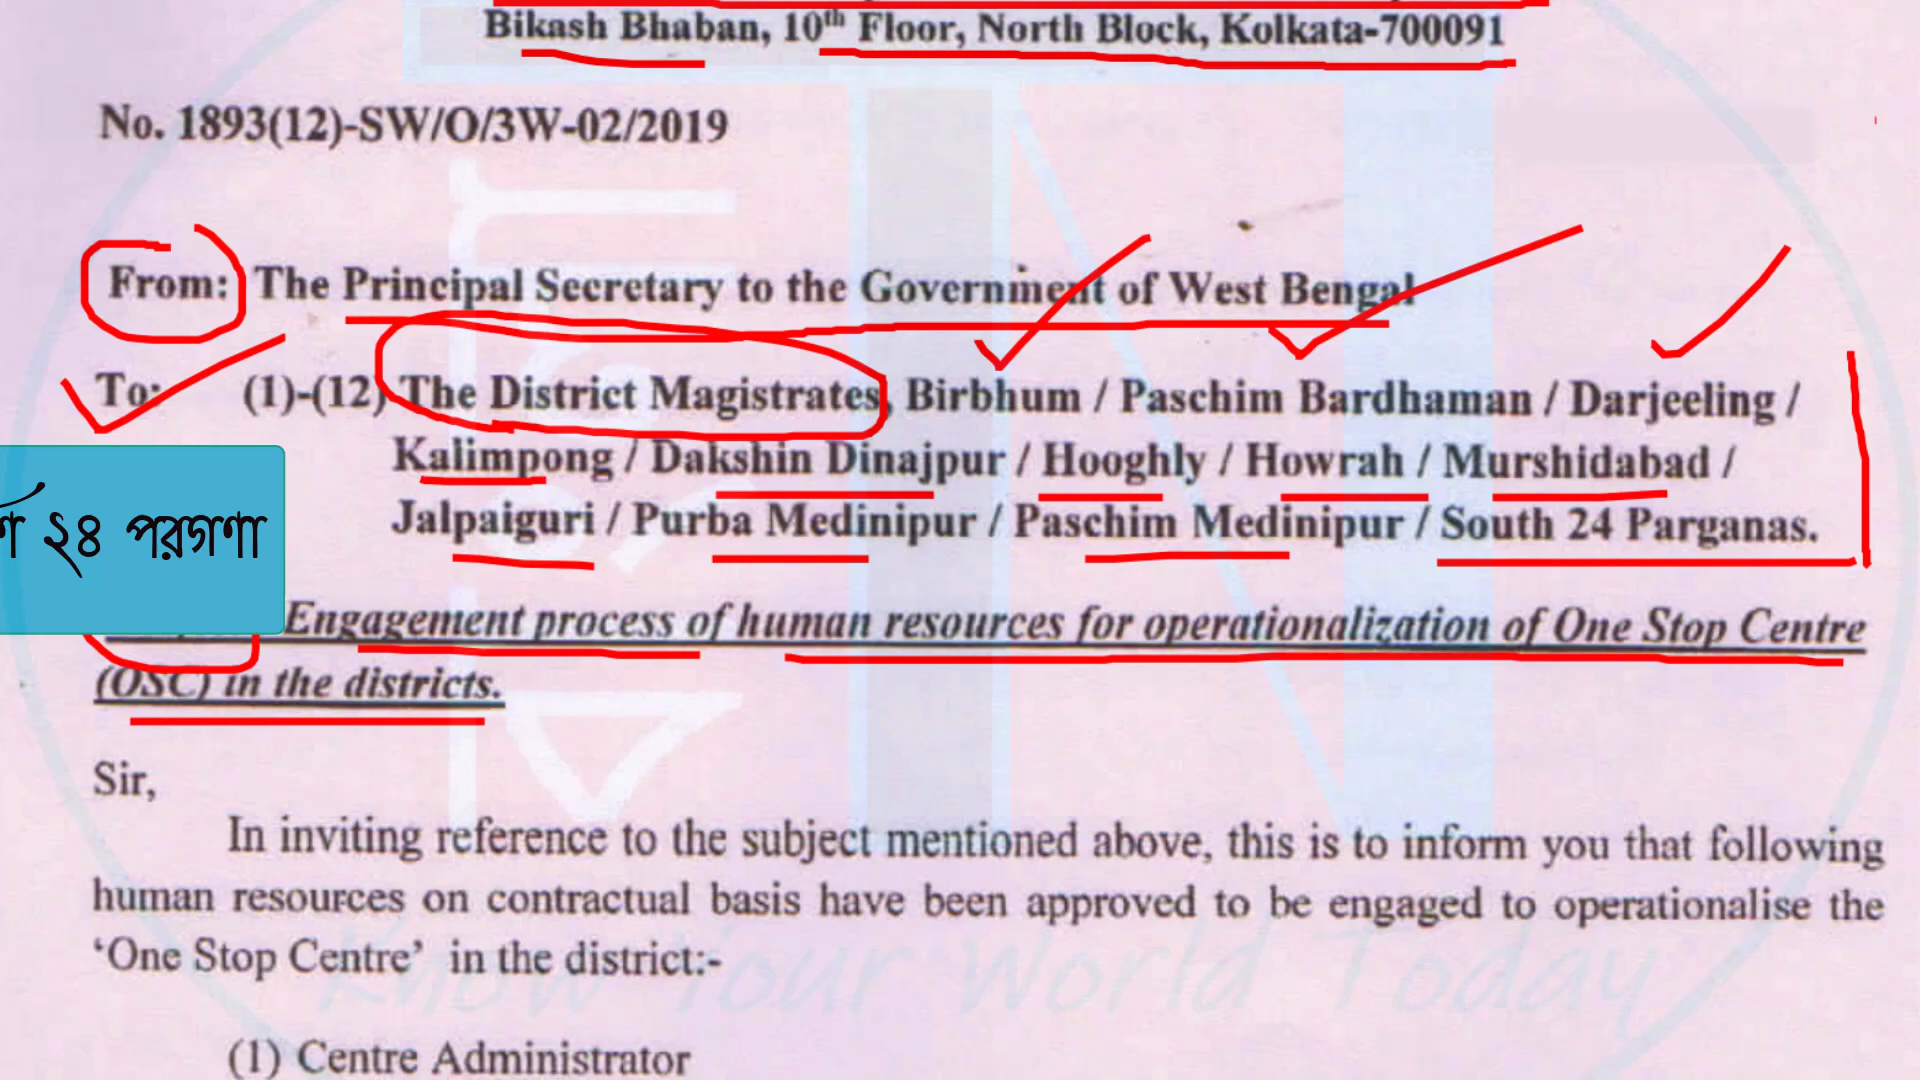 Bikash Bhaban, 10th Floor, North Block, Kolkata-700091
No. 1893(12)-SW/O/3W-02/2019
From: The Principal Secretary to the Government of West Bengal
To: (1)-(12) The District Magistrates, Birbhum / Paschim Bardhaman / Darjeeling /
Kalimpong / Dakshin Dinajpur / Hooghly / Howrah / Murshidabad /
Jalpaiguri / Purba Medinipur / Paschim Medinipur / South 24 Parganas.
২৪ পরগণা
Engagement process of human resources for operationalization of One Stop Centre
(OSC) in the districts.
Sir,
In inviting reference to the subject mentioned above, this is to inform you that following
human resources on contractual basis have been approved to be engaged to operationalise the
‘One Stop Centre’ in the district:-
Know Your World Today
(1) Centre Administrator